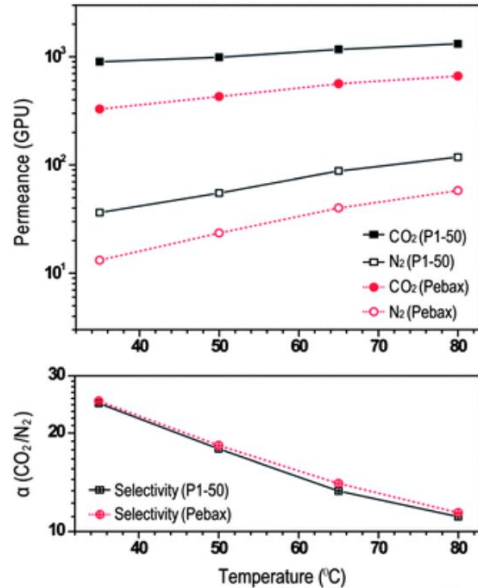 10³
10²
10¹
Permeance (GPU)
CO₂ (P1-50)
N₂ (P1-50)
CO₂ (Pebax)
N₂ (Pebax)
40 50 60 70 80
30
20
10
α (CO₂/N₂)
Selectivity (P1-50)
Selectivity (Pebax)
40 50 60 70 80
Temperature (⁰C)